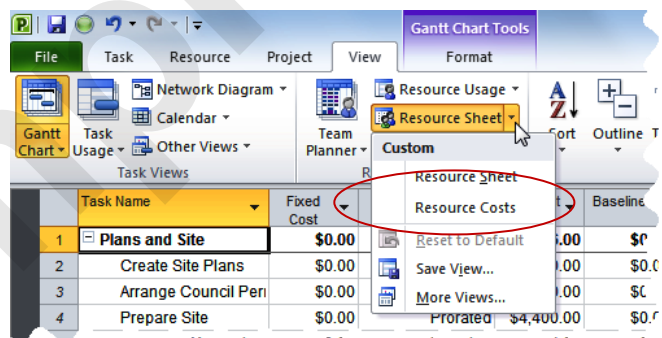 Gantt Chart Tools
File Task Resource Project View Format
Network Diagram
Calendar
Other Views
Gantt Chart
Task Usage
Team Planner
Resource Usage
Resource Sheet
Sort
Outline
Task Views
Custom
Resource Sheet
Resource Costs
Reset to Default
Save View...
More Views...
Task Name Fixed Cost Baseline
1 Plans and Site $0.00
2 Create Site Plans $0.00
3 Arrange Council Peri $0.00
4 Prepare Site $0.00 Prorated $4,400.00